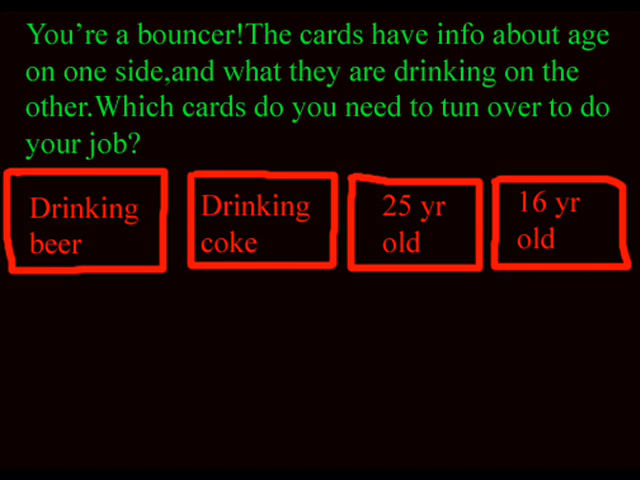 You're a bouncer!The cards have info about age
on one side,and what they are drinking on the
other.Which cards do you need to tun over to do
your job?
Drinking
beer
Drinking
coke
25 yr
old
16 yr
old